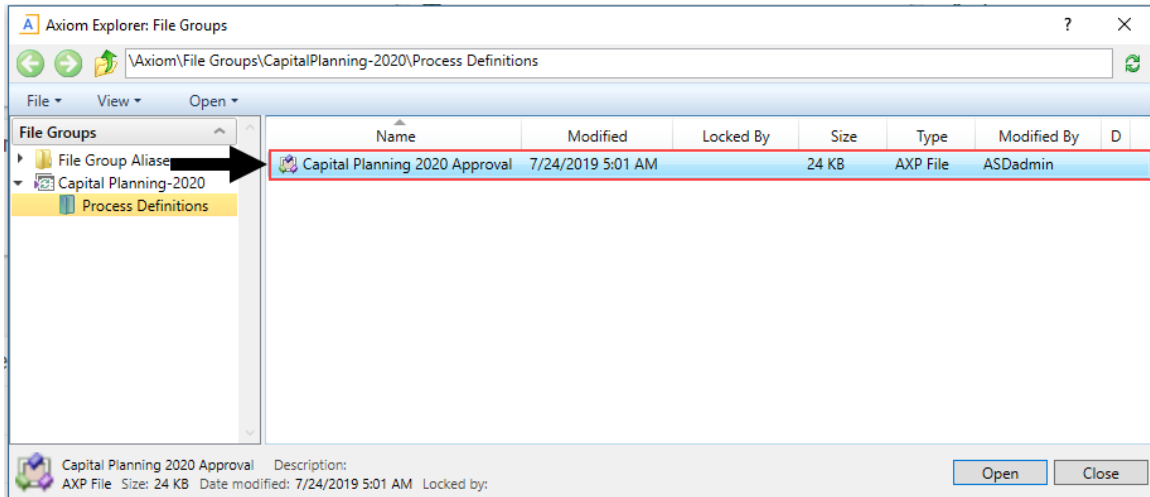 A Axiom Explorer: File Groups ? 
\Axiom\File Groups\CapitalPlanning-2020\Process Definitions
File View Open
File Groups Name Modified Locked By Size Type Modified By D
File Group Aliase
Capital Planning 2020 Approval 7/24/2019 5:01 AM 24 KB AXP File ASDadmin
Capital Planning-2020
Process Definitions
Capital Planning 2020 Approval Description:
AXP File Size: 24 KB Date modified: 7/24/2019 5:01 AM Locked by:
Open Close